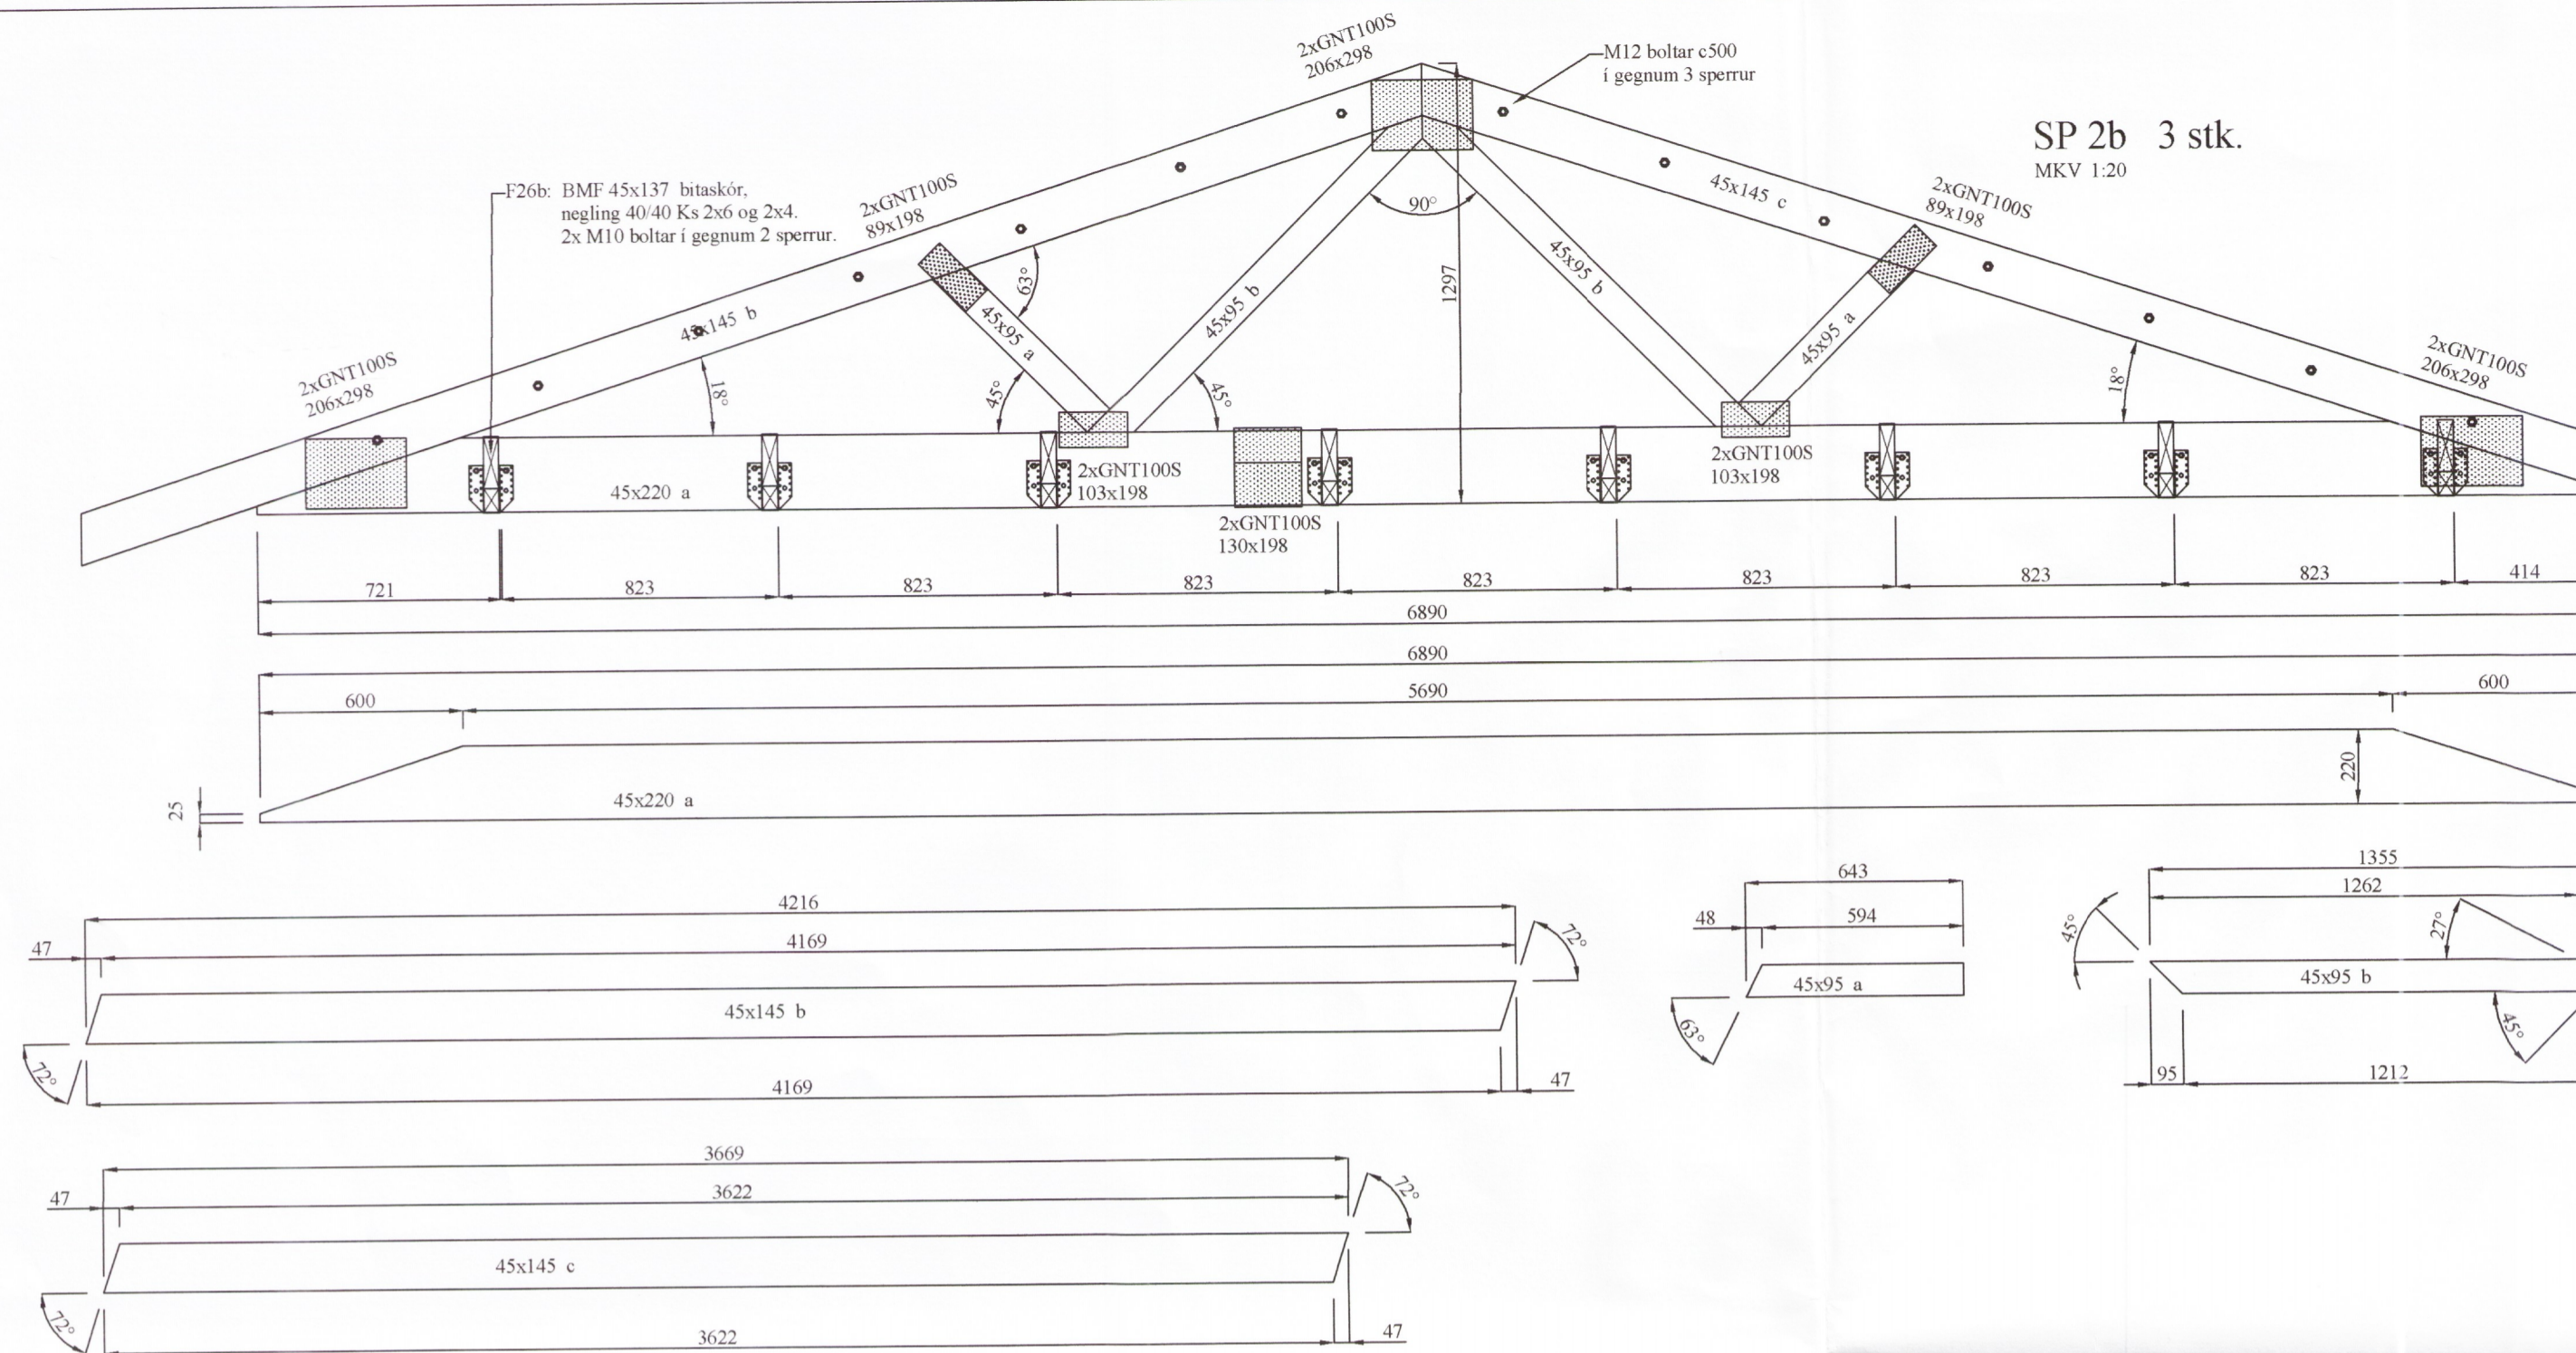 2xGNT100S
206x298
M12 boltar c500
í gegnum 3 sperrur
SP 2b 3 stk.
MKV 1:20
F26b: BMF 45x137 bitaskór,
negling 40/40 Ks 2x6 og 2x4.
2x M10 boltar í gegnum 2 sperrur.
2xGNT100S
89x198
45x145 c
2xGNT100S
89x198
90°
63°
45x95 b
45x95 b
1297
45x145 b
45x95 a
45x95 a
2xGNT100S
206x298
18°
45°
45°
18°
2xGNT100S
206x298
45x220 a
2xGNT100S
103x198
2xGNT100S
103x198
2xGNT100S
130x198
721
823
823
823
823
823
823
823
414
6890
6890
600
5690
600
25
45x220 a
220
4216
47
4169
72°
45x145 b
72°
4169
47
643
48
594
45x95 a
63°
1355
1262
45°
27°
45x95 b
45°
95
1212
3669
47
3622
72°
45x145 c
72°
3622
47